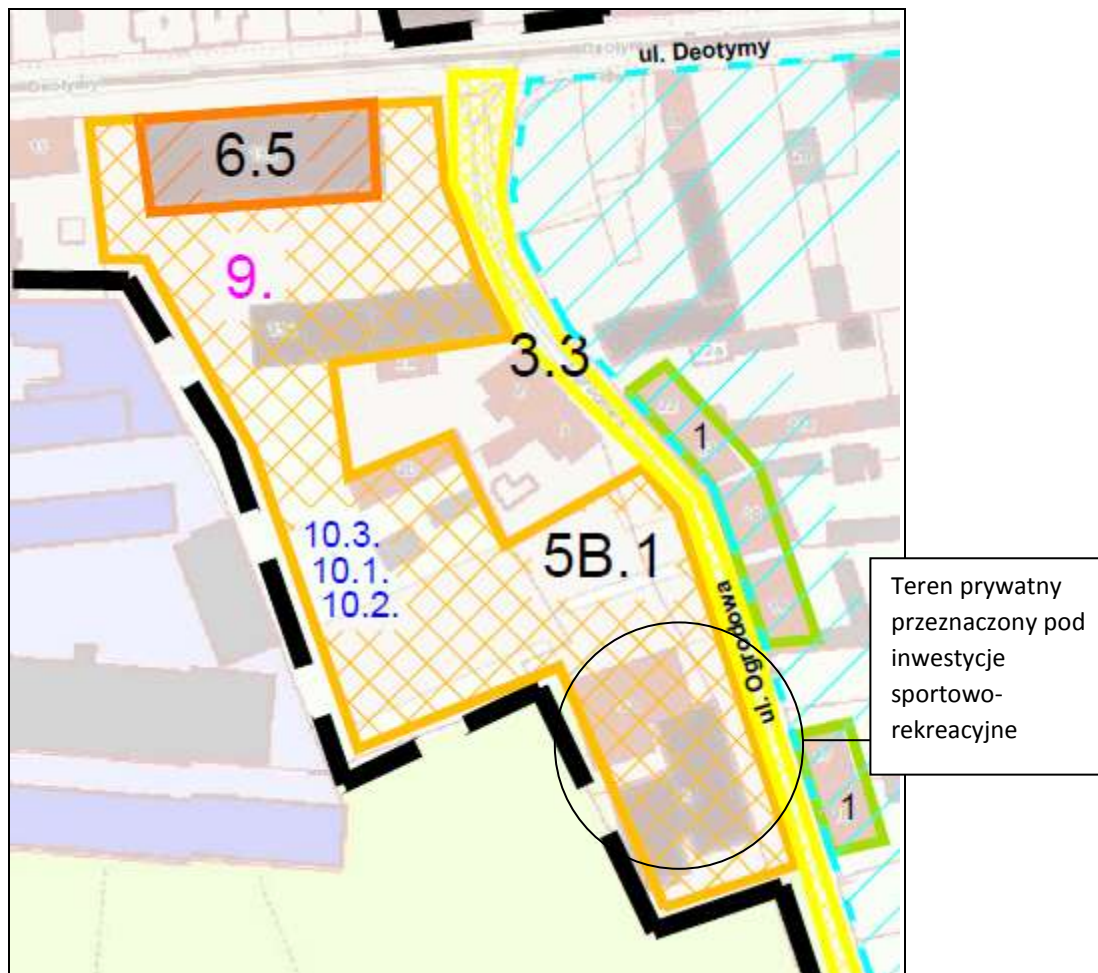 ul. Deotymy
Deotymy
6.5
9.
3.3
1
10.3.
10.1.
10.2.
5B.1
ul. Ogrodowa
1
Teren prywatny
przeznaczony pod
inwestycje
sportowo-
rekreacyjne